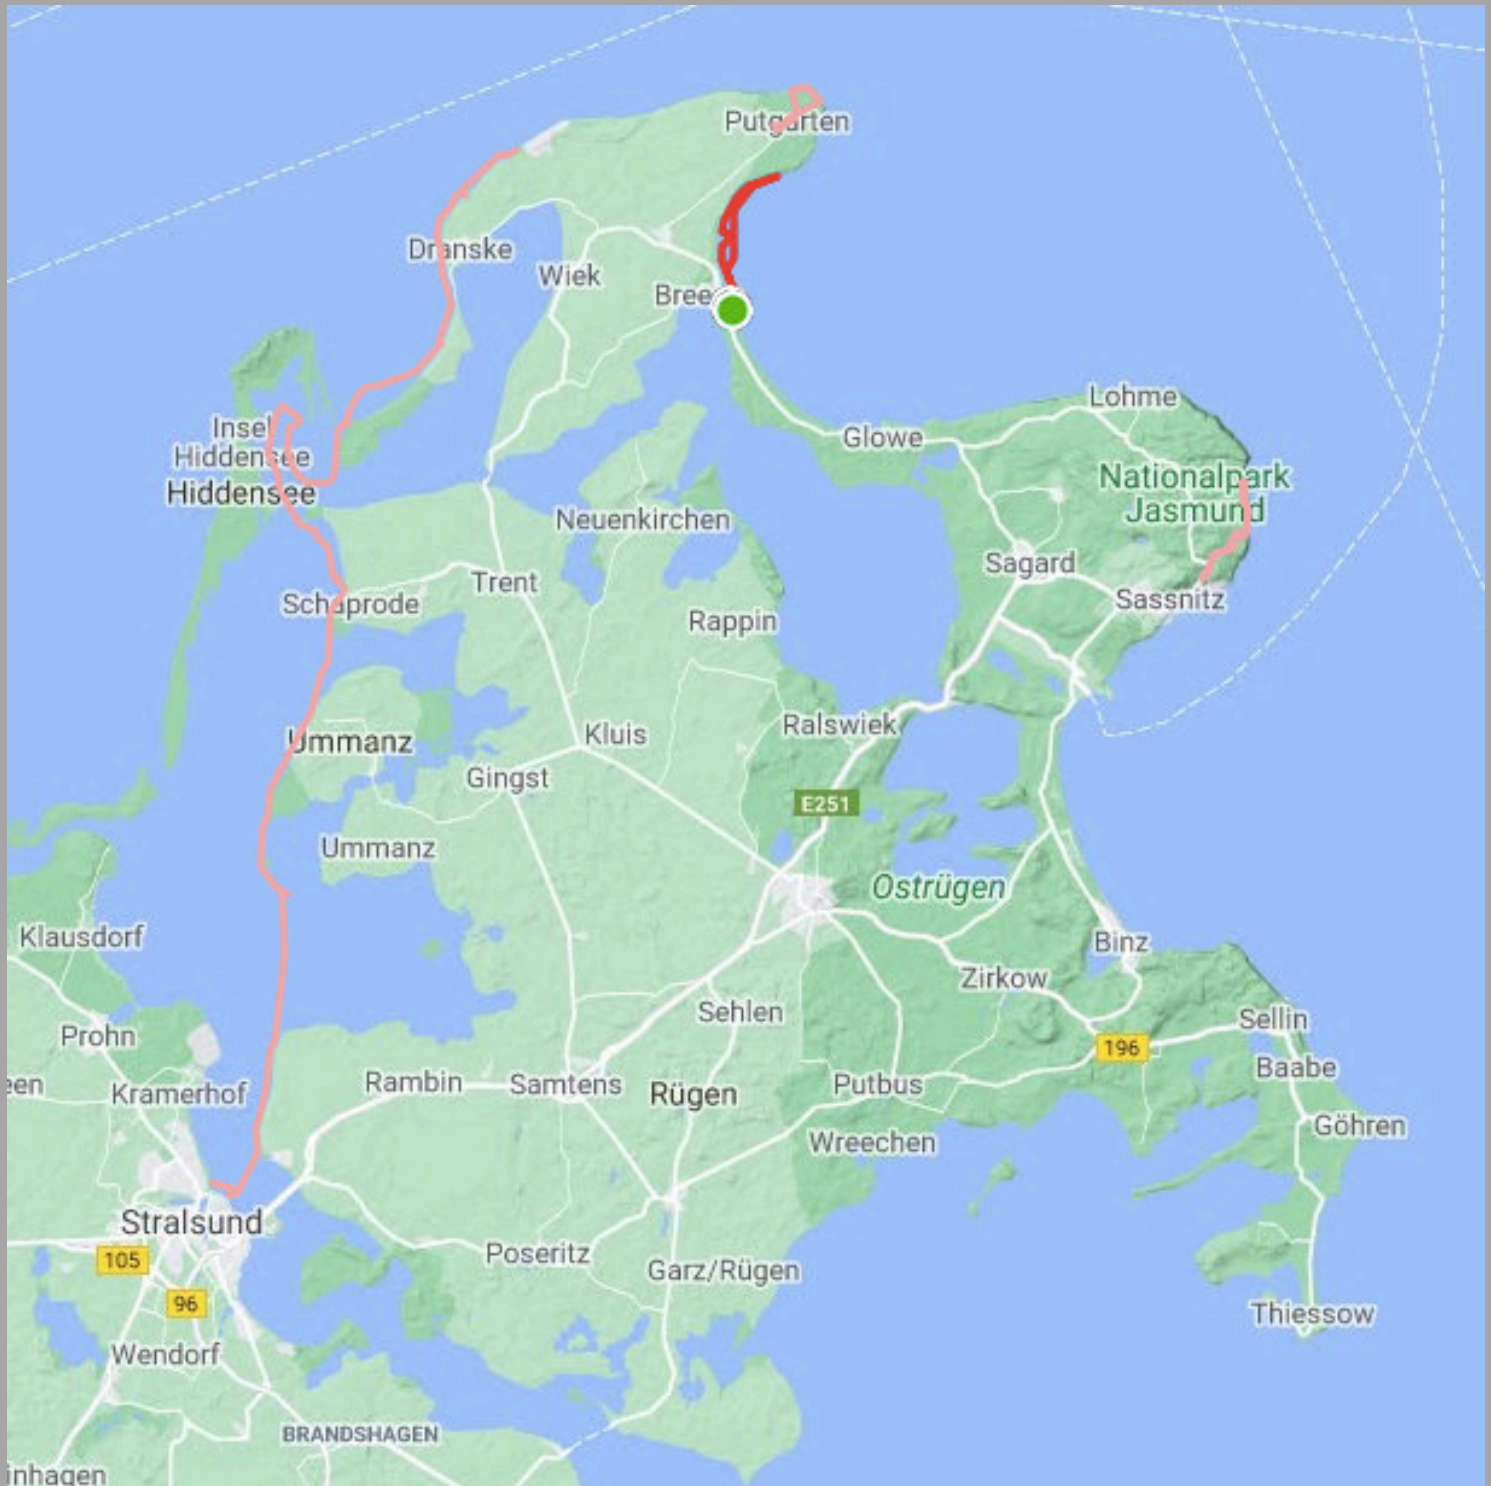 Putgarten
Dranske
Wiek
Bree
Lohme
Insel
Hiddensee
Hiddensee
Glowe
Nationalpark
Jasmund
Neuenkirchen
Sagard
Trent
Schaprode
Sassnitz
Rappin
Ralswiek
Ummanz
Kluis
Gingst
E251
Ummanz
Ostrügen
Klausdorf
Binz
Zirkow
Sehlen
Sellin
Prohn
196
Baabe
een
Kramerhof
Rambin
Samtens
Rügen
Putbus
Göhren
Wreechen
Stralsund
105
Poseritz
Garz/Rügen
96
Thiessow
Wendorf
BRANDSHAGEN
inhagen